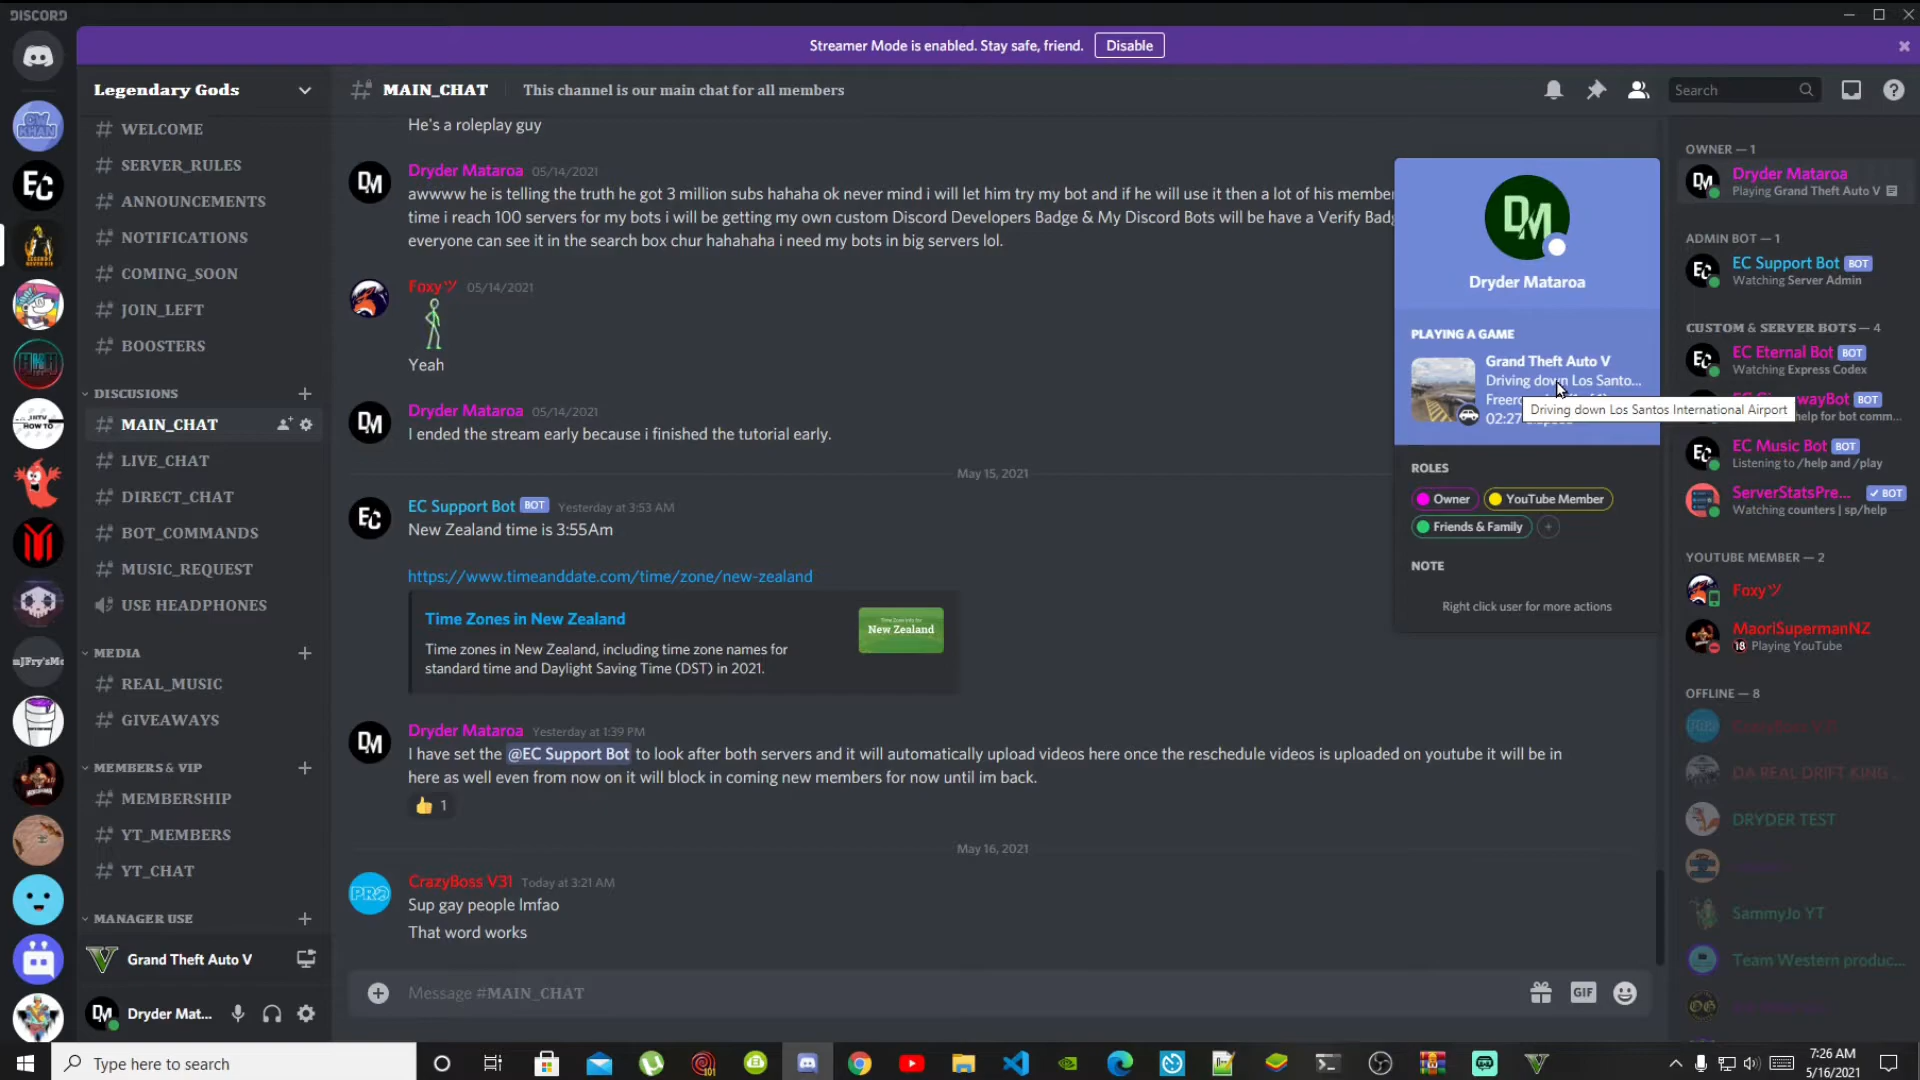 DISCORD
Streamer Mode is enabled. Stay safe, friend.
Disable
Legendary Gods
MAIN_CHAT
This channel is our main chat for all members
Search
WELCOME
SERVER_RULES
ANNOUNCEMENTS
NOTIFICATIONS
COMING_SOON
JOIN_LEFT
BOOSTERS
DISCUSIONS
MAIN_CHAT
LIVE_CHAT
DIRECT_CHAT
BOT_COMMANDS
MUSIC_REQUEST
USE HEADPHONES
MEDIA
REAL_MUSIC
GIVEAWAYS
MEMBERS & VIP
MEMBERSHIP
YT_MEMBERS
YT_CHAT
MANAGER USE
Grand Theft Auto V
Dryder Mat...
He's a roleplay guy
Dryder Mataroa 05/14/2021
awwww he is telling the truth he got 3 million subs hahaha ok never mind i will let him try my bot and if he will use it then a lot of his member
time i reach 100 servers for my bots i will be getting my own custom Discord Developers Badge & My Discord Bots will be have a Verify Badg
everyone can see it in the search box chur hahahaha i need my bots in big servers lol.
Foxyツ 05/14/2021
Yeah
Dryder Mataroa 05/14/2021
I ended the stream early because i finished the tutorial early.
May 15, 2021
EC Support Bot BOT Yesterday at 3:53 AM
New Zealand time is 3:55Am
https://www.timeanddate.com/time/zone/new-zealand
Time Zones in New Zealand
Time zones in New Zealand, including time zone names for
standard time and Daylight Saving Time (DST) in 2021.
New Zealand
Dryder Mataroa Yesterday at 1:39 PM
I have set the @EC Support Bot to look after both servers and it will automatically upload videos here once the reschedule videos is uploaded on youtube it will be in
here as well even from now on it will block in coming new members for now until im back.
1
May 16, 2021
CrazyBoss V31 Today at 3:21 AM
Sup gay people lmfao
That word works
Message #MAIN_CHAT
GIF
DM
Dryder Mataroa
PLAYING A GAME
Grand Theft Auto V
Driving down Los Santo...
Driving down Los Santos International Airport
02:27
ROLES
Owner
YouTube Member
Friends & Family
NOTE
Right click user for more actions
OWNER — 1
Dryder Mataroa
Playing Grand Theft Auto V
ADMIN BOT — 1
EC Support Bot BOT
Watching Server Admin
CUSTOM & SERVER BOTS — 4
EC Eternal Bot BOT
Watching Express Codex
wayBot BOT
help for bot comm...
EC Music Bot BOT
Listening to /help and /play
ServerStatsPre... BOT
Watching counters | sp/help
YOUTUBE MEMBER — 2
Foxyツ
MaoriSupermanNZ
Playing YouTube
OFFLINE — 8
CrazyBoss V31
DA REAL DRIFT KING ...
DRYDER TEST
SammyJo YT
Team Western produc...
Type here to search
7:26 AM
5/16/2021